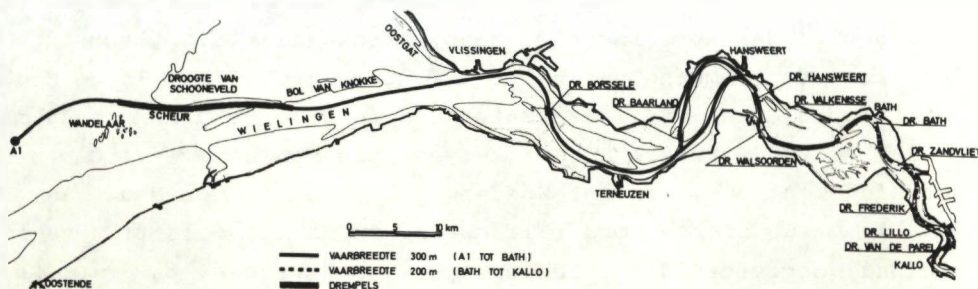 OOSTGAT
VLISSINGEN
HANSWEERT
DROOGTE VAN
SCHOONEVELD
BOL VAN KNOKKE
DR. BORSSELE
DR. HANSWEERT
DR. BAARLAND
DR. VALKENISSE
SCHEUR
BATH
WANDELAAR
WIELINGEN
DR. BATH
A1
DR. WALSOORDEN
DR. ZANDVLIET
TERNEUZEN
DR. FREDERIK
DR. LILLO
DR. VAN DE PAREL
KALLO
0 5 10 km
VAARBREEDTE 300 m (A1 TOT BATH)
VAARBREEDTE 200 m (BATH TOT KALLO)
DREMPELS
OOSTENDE